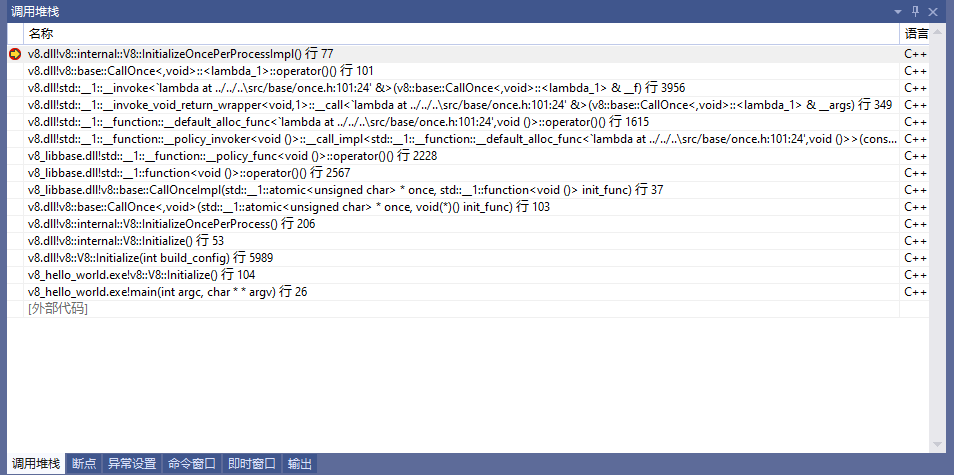 调用堆栈
名称 语言
v8.dll!v8::internal::V8::InitializeOncePerProcessImpl() 行 77 C++
v8.dll!v8::base::CallOnce<,void>::<lambda_1>::operator()() 行 101 C++
v8.dll!std::__1::__invoke<`lambda at ../../..\src/base/once.h:101:24' &>(v8::base::CallOnce<,void>::<lambda_1> & __f) 行 3956 C++
v8.dll!std::__1::__invoke_void_return_wrapper<void,1>::__call<`lambda at ../../..\src/base/once.h:101:24' &>(v8::base::CallOnce<,void>::<lambda_1> & __args) 行 349 C++
v8.dll!std::__1::__function::__default_alloc_func<`lambda at ../../..\src/base/once.h:101:24',void ()>::operator()() 行 1615 C++
v8.dll!std::__1::__function::__policy_invoker<void ()>::__call_impl<std::__1::__function::__default_alloc_func<`lambda at ../../..\src/base/once.h:101:24',void ()>>(cons... C++
v8_libbase.dll!std::__1::__function::__policy_func<void ()>::operator()() 行 2228 C++
v8_libbase.dll!std::__1::function<void ()>::operator()() 行 2567 C++
v8_libbase.dll!v8::base::CallOnceImpl(std::__1::atomic<unsigned char> * once, std::__1::function<void ()> init_func) 行 37 C++
v8.dll!v8::base::CallOnce<,void>(std::__1::atomic<unsigned char> * once, void(*)() init_func) 行 103 C++
v8.dll!v8::internal::V8::InitializeOncePerProcess() 行 206 C++
v8.dll!v8::internal::V8::Initialize() 行 53 C++
v8.dll!v8::V8::Initialize(int build_config) 行 5989 C++
v8_hello_world.exe!v8::V8::Initialize() 行 104 C++
v8_hello_world.exe!main(int argc, char * * argv) 行 26 C++
[外部代码]
调用堆栈 断点 异常设置 命令窗口 即时窗口 输出